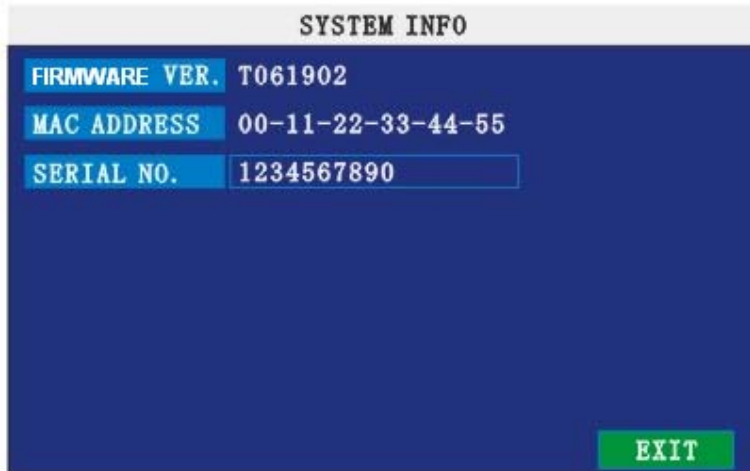 SYSTEM INFO
FIRMWARE VER. T061902
MAC ADDRESS 00-11-22-33-44-55
SERIAL NO. 1234567890
EXIT